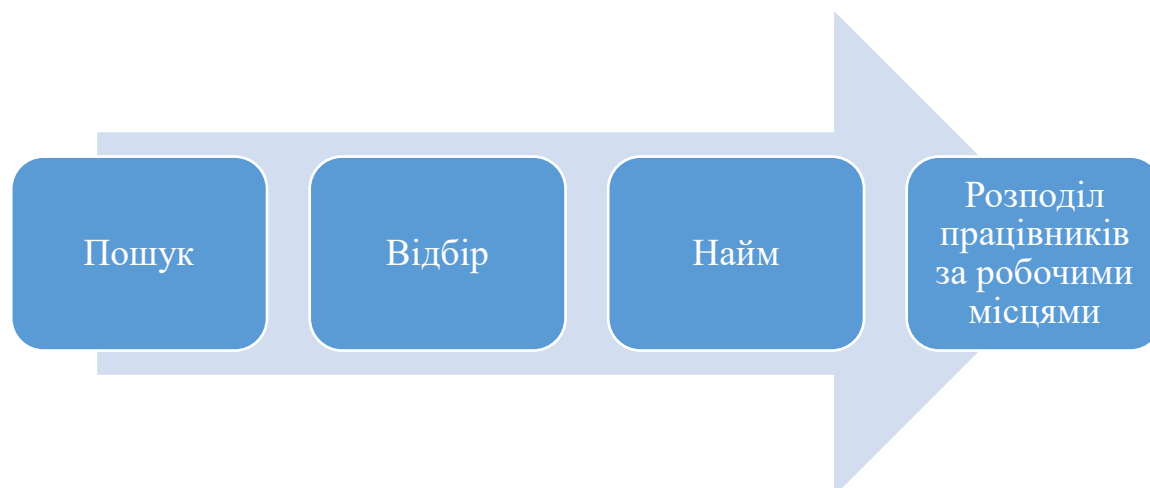 Пошук
Відбір
Найм
Розподіл
працівників
за робочими
місцями